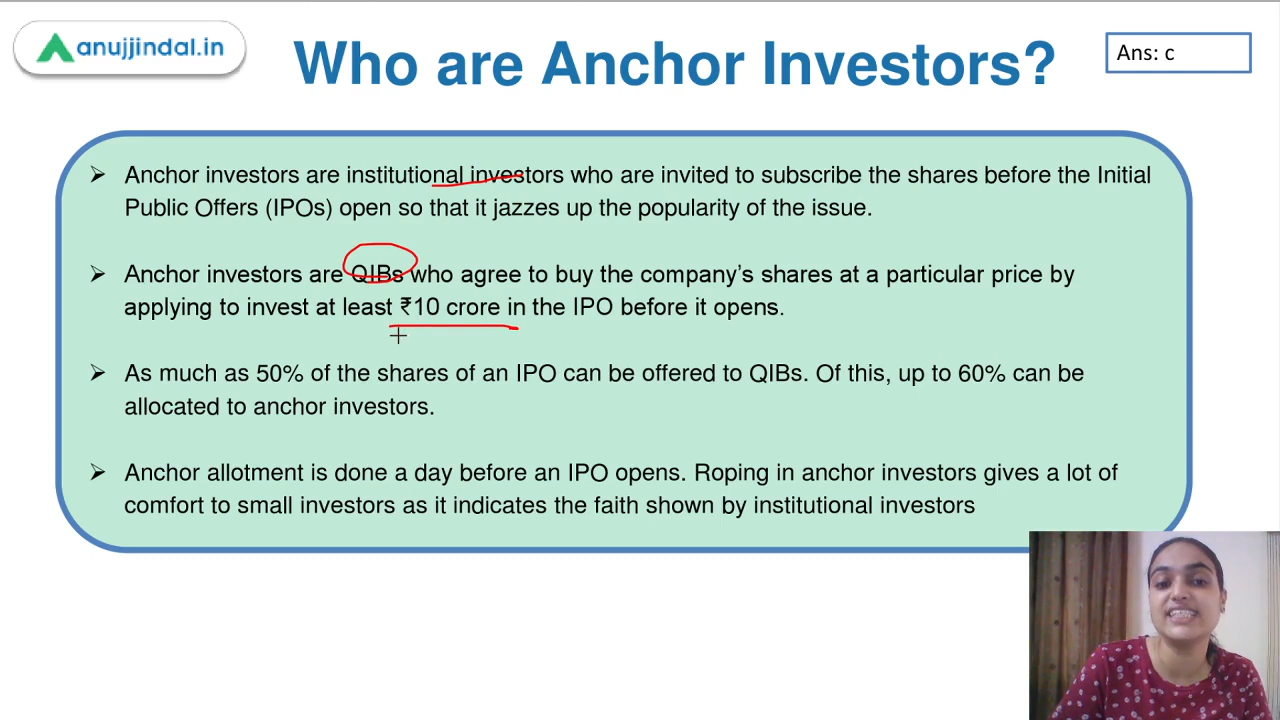 anujjindal.in
Who are Anchor Investors?
Ans: c
➢ Anchor investors are institutional investors who are invited to subscribe the shares before the Initial
Public Offers (IPOs) open so that it jazzes up the popularity of the issue.
➢ Anchor investors are QIBs who agree to buy the company’s shares at a particular price by
applying to invest at least ₹10 crore in the IPO before it opens.
➢ As much as 50% of the shares of an IPO can be offered to QIBs. Of this, up to 60% can be
allocated to anchor investors.
➢ Anchor allotment is done a day before an IPO opens. Roping in anchor investors gives a lot of
comfort to small investors as it indicates the faith shown by institutional investors